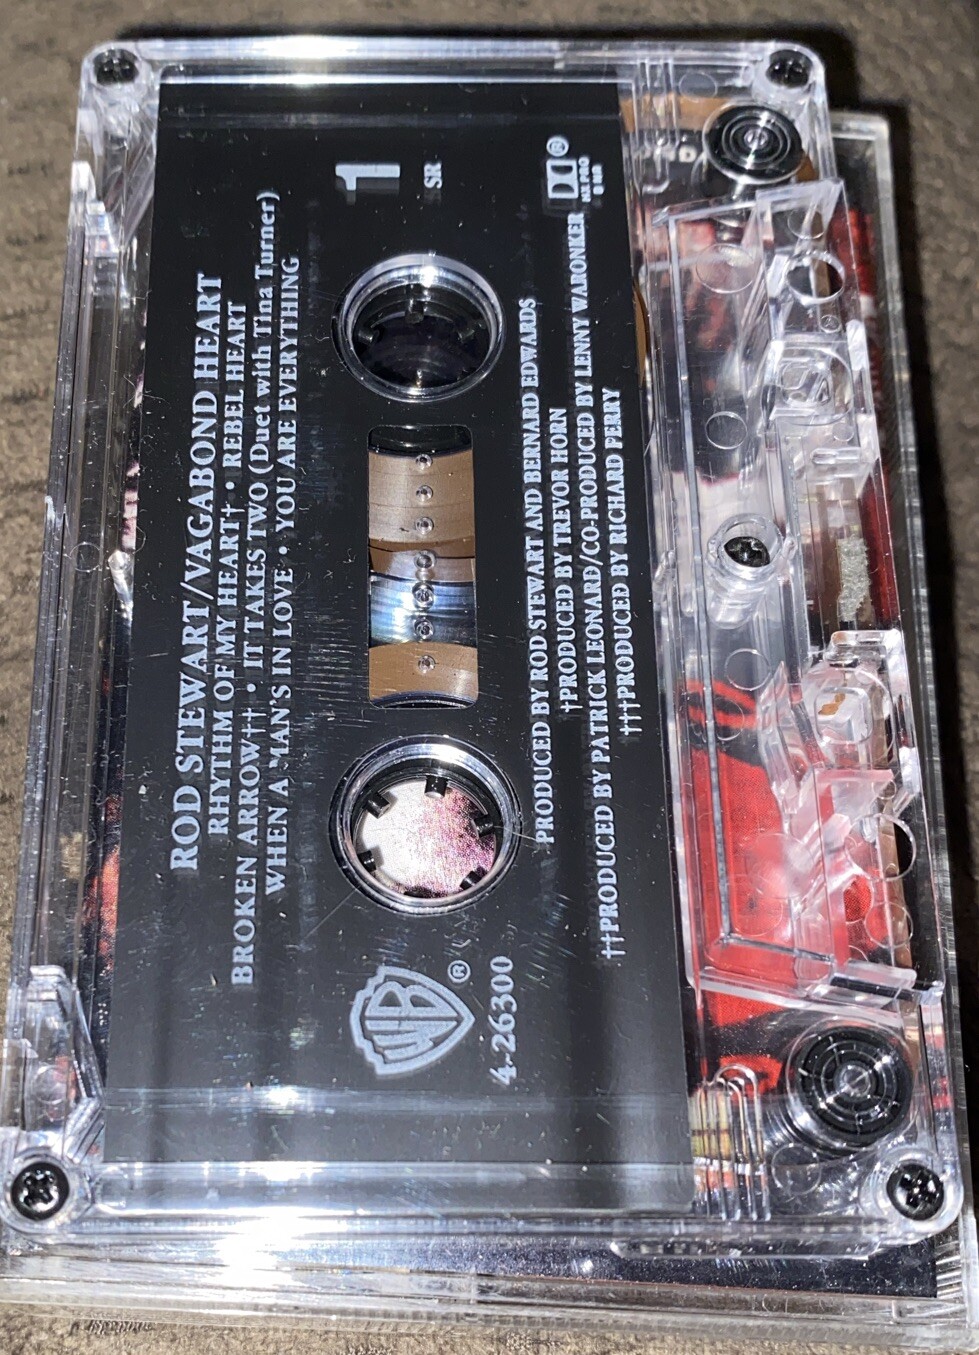 ROD STEWART/VAGABOND HEART
RHYTHM OF MY HEART† • REBEL HEART
BROKEN ARROW†† • IT TAKES TWO (Duet with Tina Turner)
WHEN A MAN'S IN LOVE • YOU ARE EVERYTHING
1
SR
WB®
4-26300
PRODUCED BY ROD STEWART AND BERNARD EDWARDS
†PRODUCED BY TREVOR HORN
††PRODUCED BY PATRICK LEONARD/CO-PRODUCED BY LENNY WARONKER
†††PRODUCED BY RICHARD PERRY
®